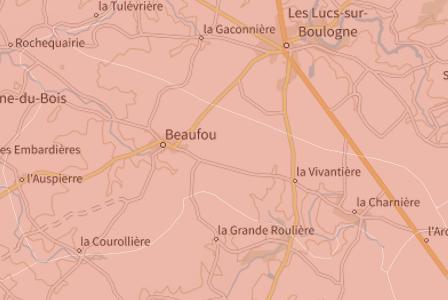 la Tulévrière
Les Lucs-sur-
Boulogne
la Gaconnière
Rochequairie
ne-du-Bois
Beaufou
es Embardières
l'Auspierre
la Vivantière
la Charnière
la Grande Roulière
l'Aro
la Courollière